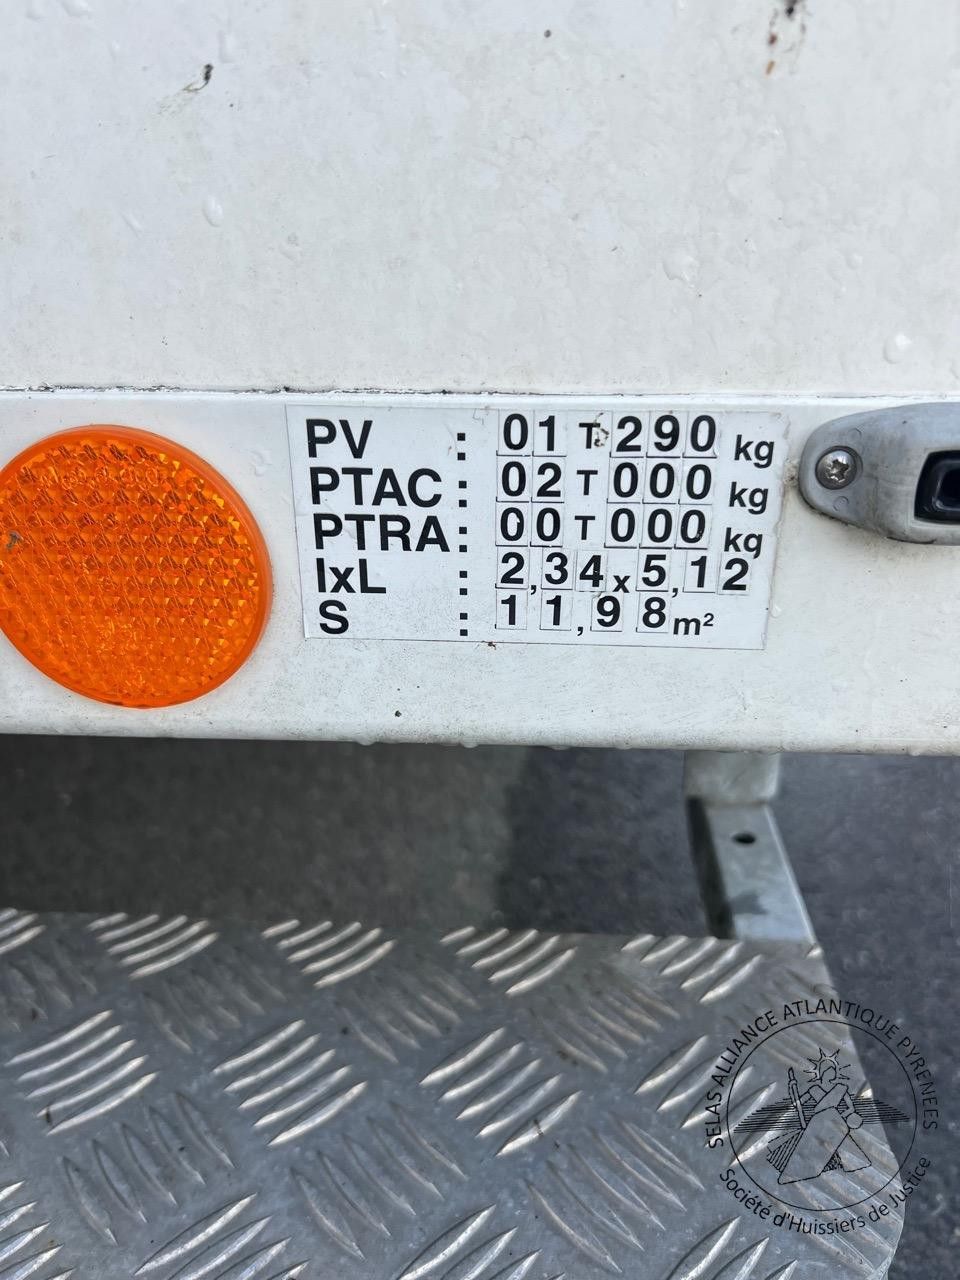 PV : 01 T 290 kg
PTAC : 02 T 000 kg
PTRA : 00 T 000 kg
IxL : 2,34 x 5,12
S : 11,98 m²
SELAS ALLIANCE ATLANTIQUE PYRENEES
Société d'Huissiers de Justice